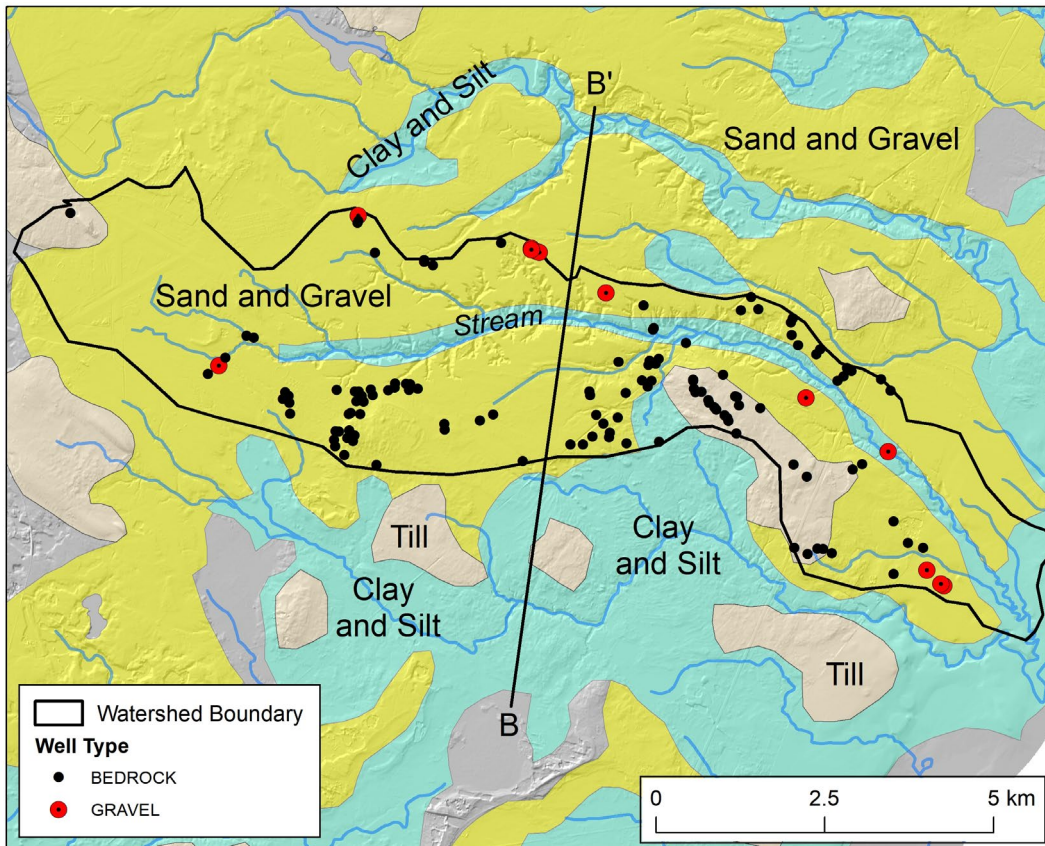 B'
Clay and Silt
Sand and Gravel
Sand and Gravel
Stream
Till
Clay
and Silt
Clay
and Silt
Till
B
Watershed Boundary
Well Type
BEDROCK
GRAVEL
0 2.5 5 km